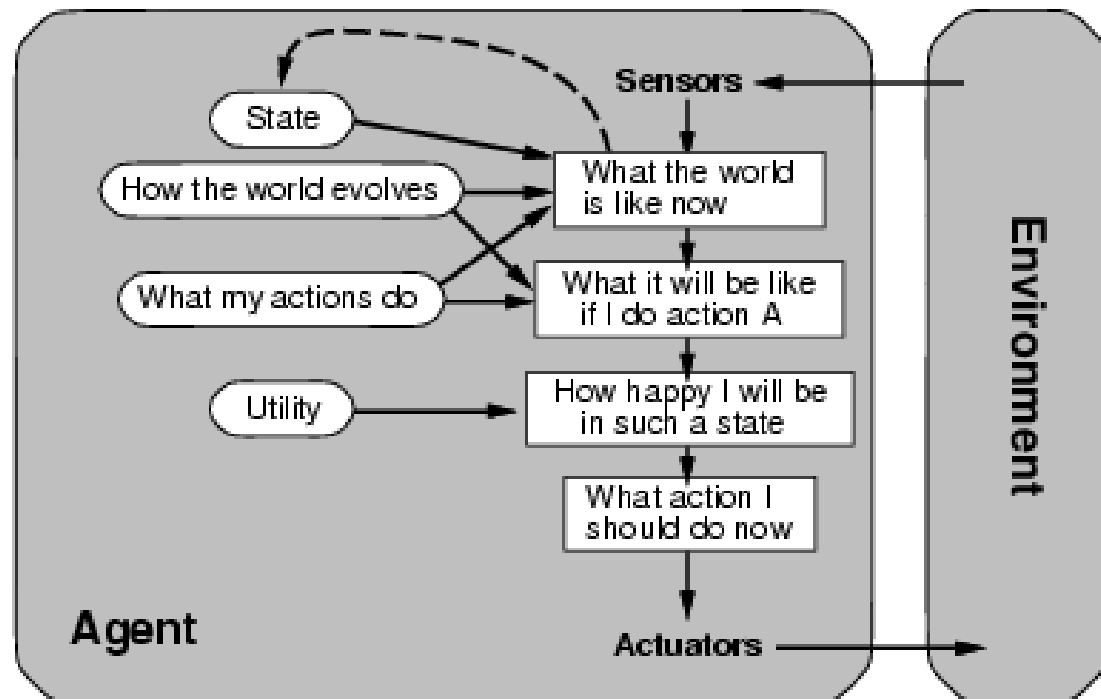 Sensors
State
What the world
is like now
How the world evolves
What it will be like
if I do action A
What my actions do
How happy I will be
in such a state
Utility
What action I
should do now
Agent
Actuators
Environment